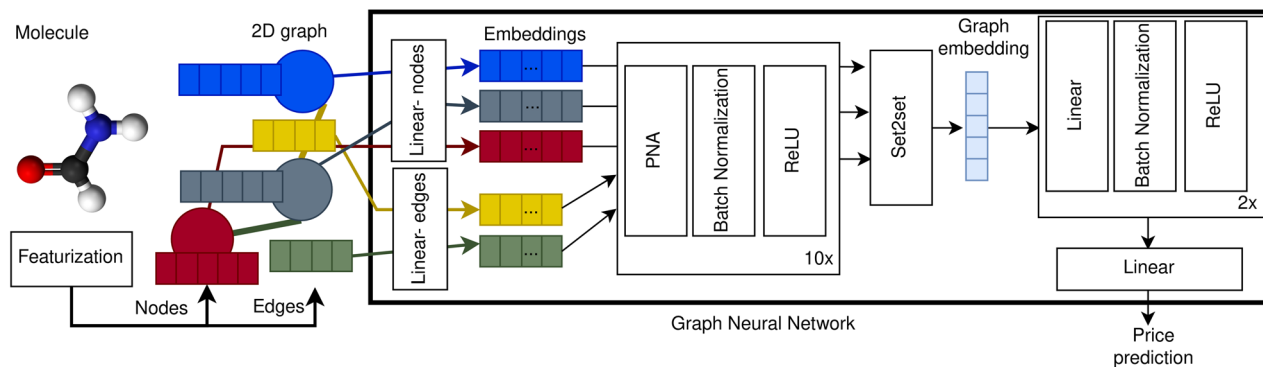 Molecule
2D graph
Featurization
Nodes
Edges
Linear- nodes
Linear- edges
Embeddings
...
...
...
...
...
PNA
Batch Normalization
ReLU
10x
Set2set
Graph
embedding
Linear
Batch Normalization
ReLU
2x
Linear
Graph Neural Network
Price
prediction